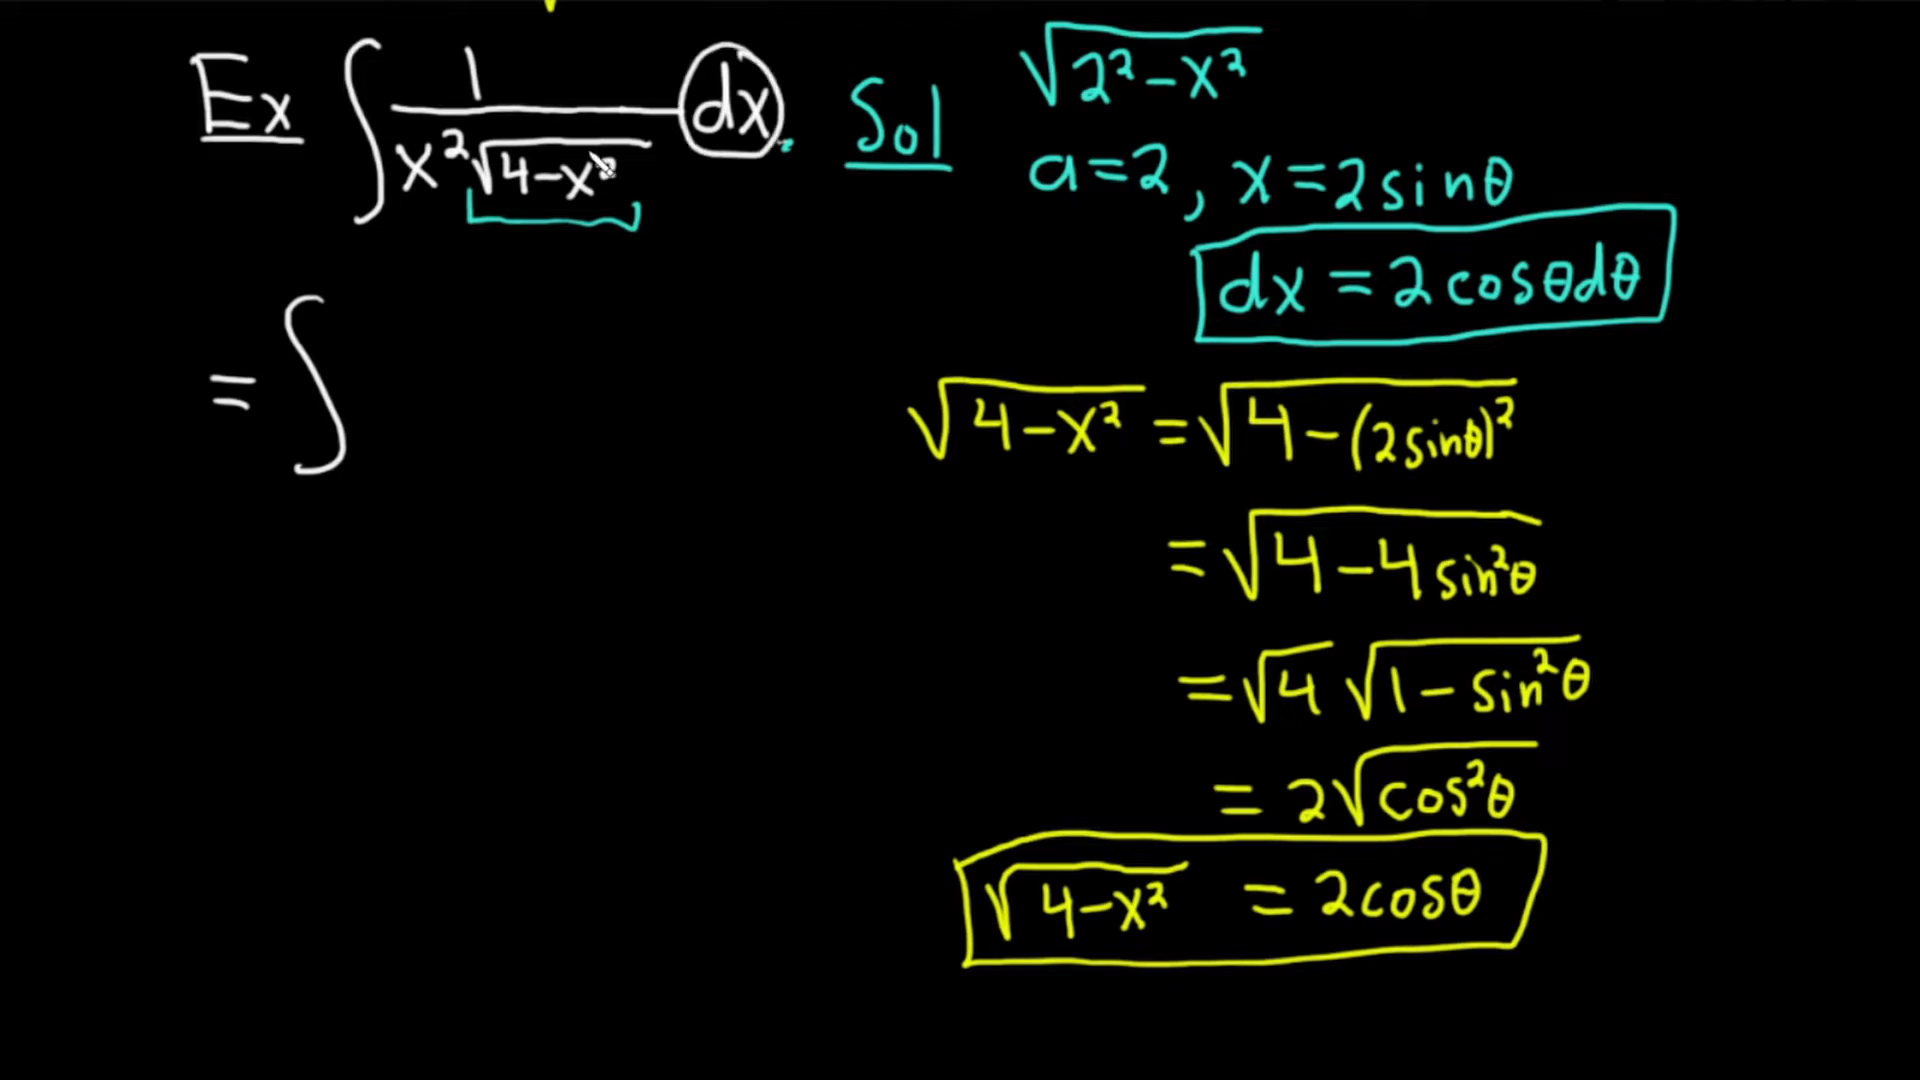 Ex ∫ 1/(x²√(4-x²)) dx. Sol √(2²-x²)
a=2, x=2sinθ
dx=2cosθdθ
=∫
√(4-x²) = √(4-(2sinθ)²)
= √(4-4sin²θ)
= √4 √(1-sin²θ)
= 2√(cos²θ)
√(4-x²) = 2cosθ